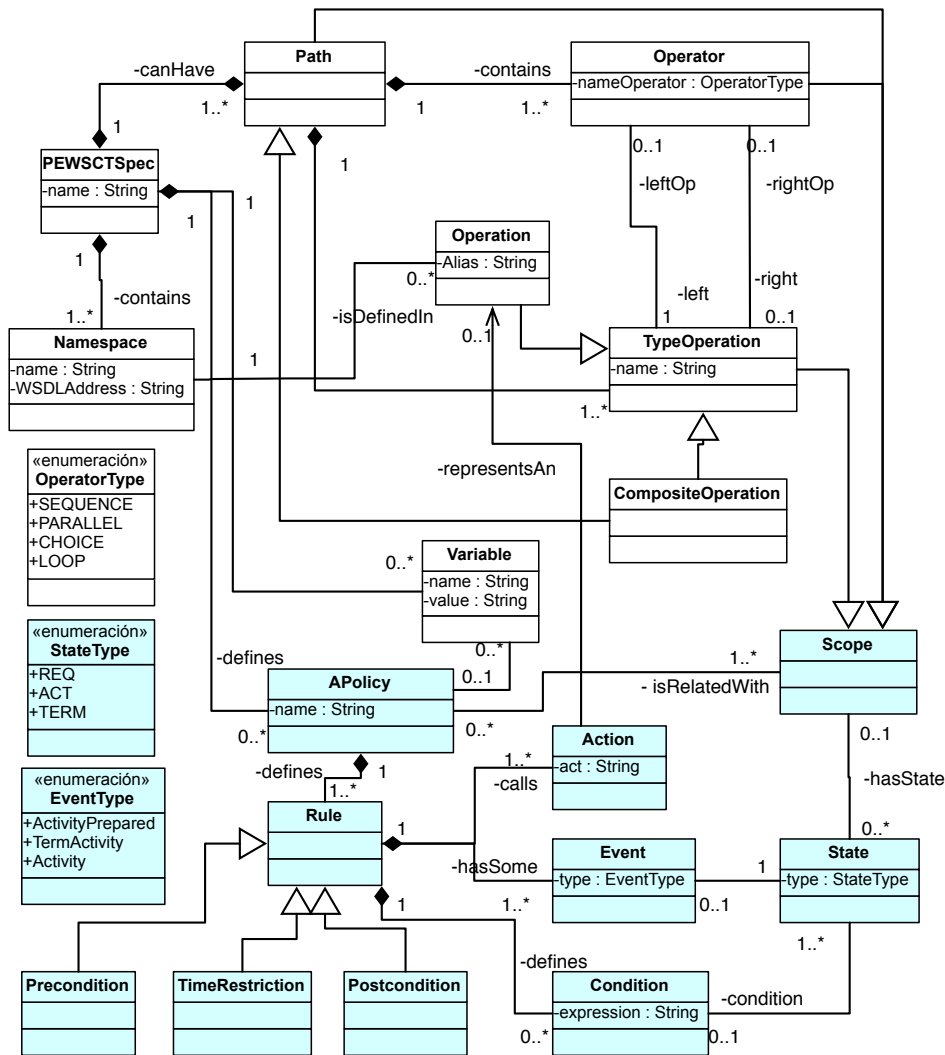 Path
Operator
-nameOperator : OperatorType
-canHave
-contains
1..*
1
1..*
1
1
0..1
0..1
PEWSCTSpec
-name : String
1
1
1
-leftOp
-rightOp
Operation
-Alias : String
0..*
-contains
1..*
-isDefinedIn
0..1
-left
-right
1
0..1
Namespace
-name : String
-WSDLAddress : String
1
TypeOperation
-name : String
1..*
«enumeración»
OperatorType
+SEQUENCE
+PARALLEL
+CHOICE
+LOOP
-representsAn
CompositeOperation
0..*
Variable
-name : String
-value : String
0..*
0..1
«enumeración»
StateType
+REQ
+ACT
+TERM
-defines
APolicy
-name : String
0..*
0..*
1..*
- isRelatedWith
Scope
0..1
Action
-act : String
«enumeración»
EventType
+ActivityPrepared
+TermActivity
+Activity
-defines
1
1..*
1..*
-calls
-hasState
Rule
1
-hasSome
1..*
Event
-type : EventType
1
0..1
0..*
State
-type : StateType
1..*
1
-defines
-condition
Precondition
TimeRestriction
Postcondition
Condition
-expression : String
0..*
0..1